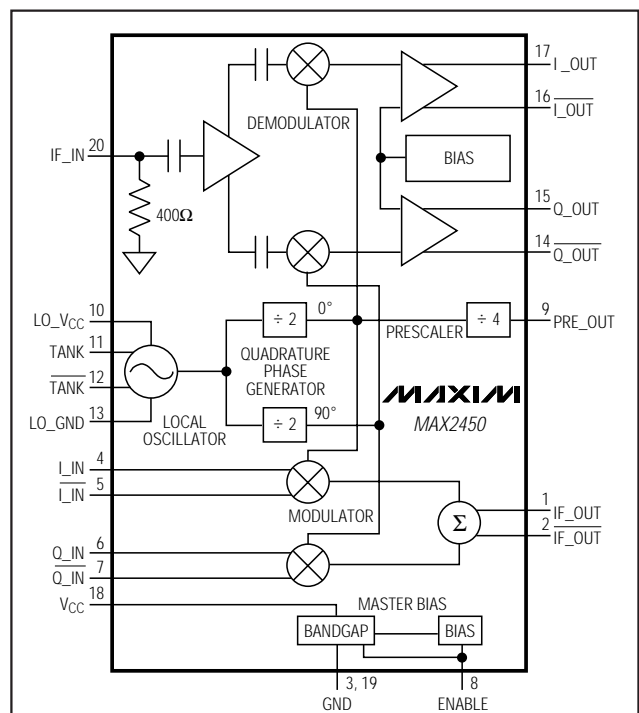 17
I_OUT
16
I_OUT
DEMODULATOR
IF_IN 20
BIAS
400Ω
15
Q_OUT
14
Q_OUT
10
LO_VCC
÷ 2 0°
9
PRESCALER ÷ 4 PRE_OUT
11
TANK
QUADRATURE
PHASE
GENERATOR
12
TANK
MAXIM
MAX2450
13
LO_GND
LOCAL
OSCILLATOR
÷ 2 90°
4
I_IN
5
I_IN
MODULATOR
1
IF_OUT
Σ
2
IF_OUT
6
Q_IN
7
Q_IN
18
VCC
MASTER BIAS
BANDGAP BIAS
3, 19 8
GND ENABLE